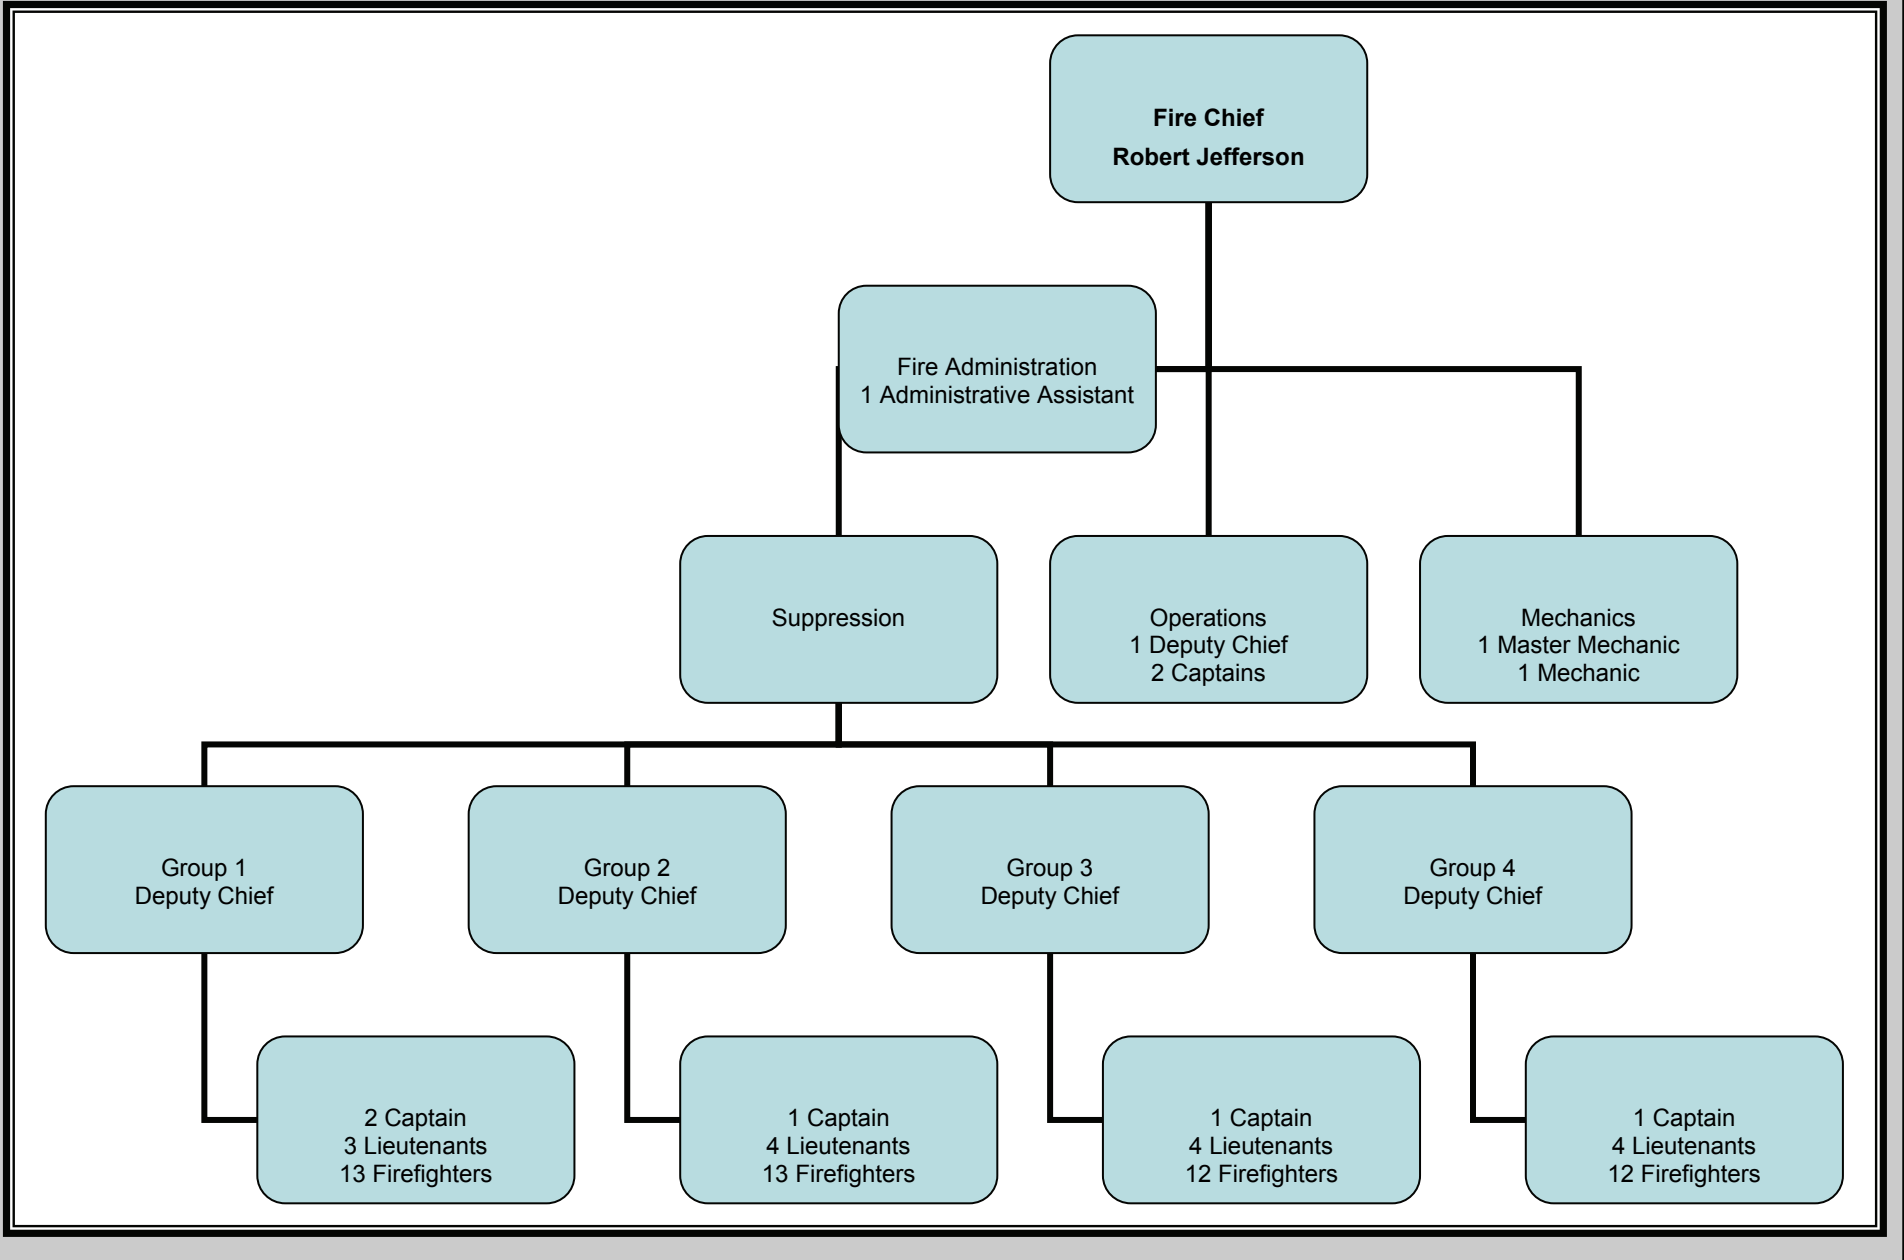 Fire Chief
Robert Jefferson
Fire Administration
1 Administrative Assistant
Suppression
Operations
1 Deputy Chief
2 Captains
Mechanics
1 Master Mechanic
1 Mechanic
Group 1
Deputy Chief
Group 2
Deputy Chief
Group 3
Deputy Chief
Group 4
Deputy Chief
2 Captain
3 Lieutenants
13 Firefighters
1 Captain
4 Lieutenants
13 Firefighters
1 Captain
4 Lieutenants
12 Firefighters
1 Captain
4 Lieutenants
12 Firefighters